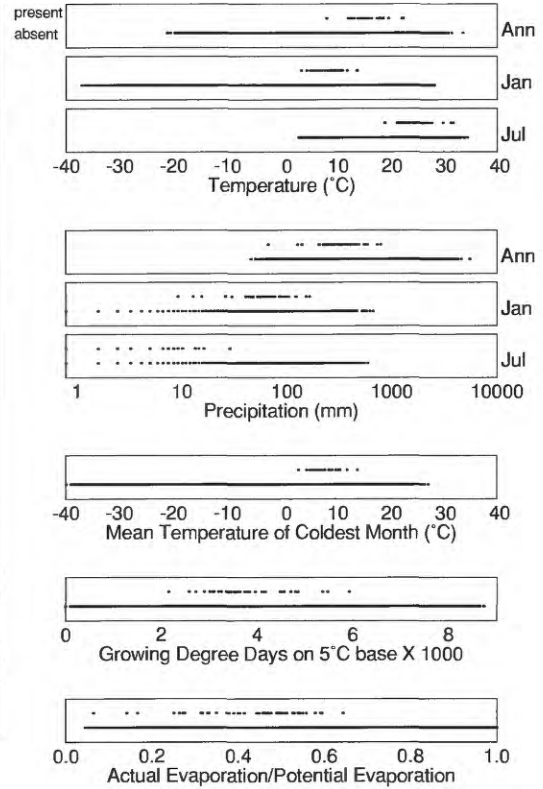 present
absent
Ann
Jan
Jul
-40 -30 -20 -10 0 10 20 30 40
Temperature (˚C)
Ann
Jan
Jul
1 10 100 1000 10000
Precipitation (mm)
-40 -30 -20 -10 0 10 20 30 40
Mean Temperature of Coldest Month (˚C)
0 2 4 6 8
Growing Degree Days on 5˚C base X 1000
0.0 0.2 0.4 0.6 0.8 1.0
Actual Evaporation/Potential Evaporation